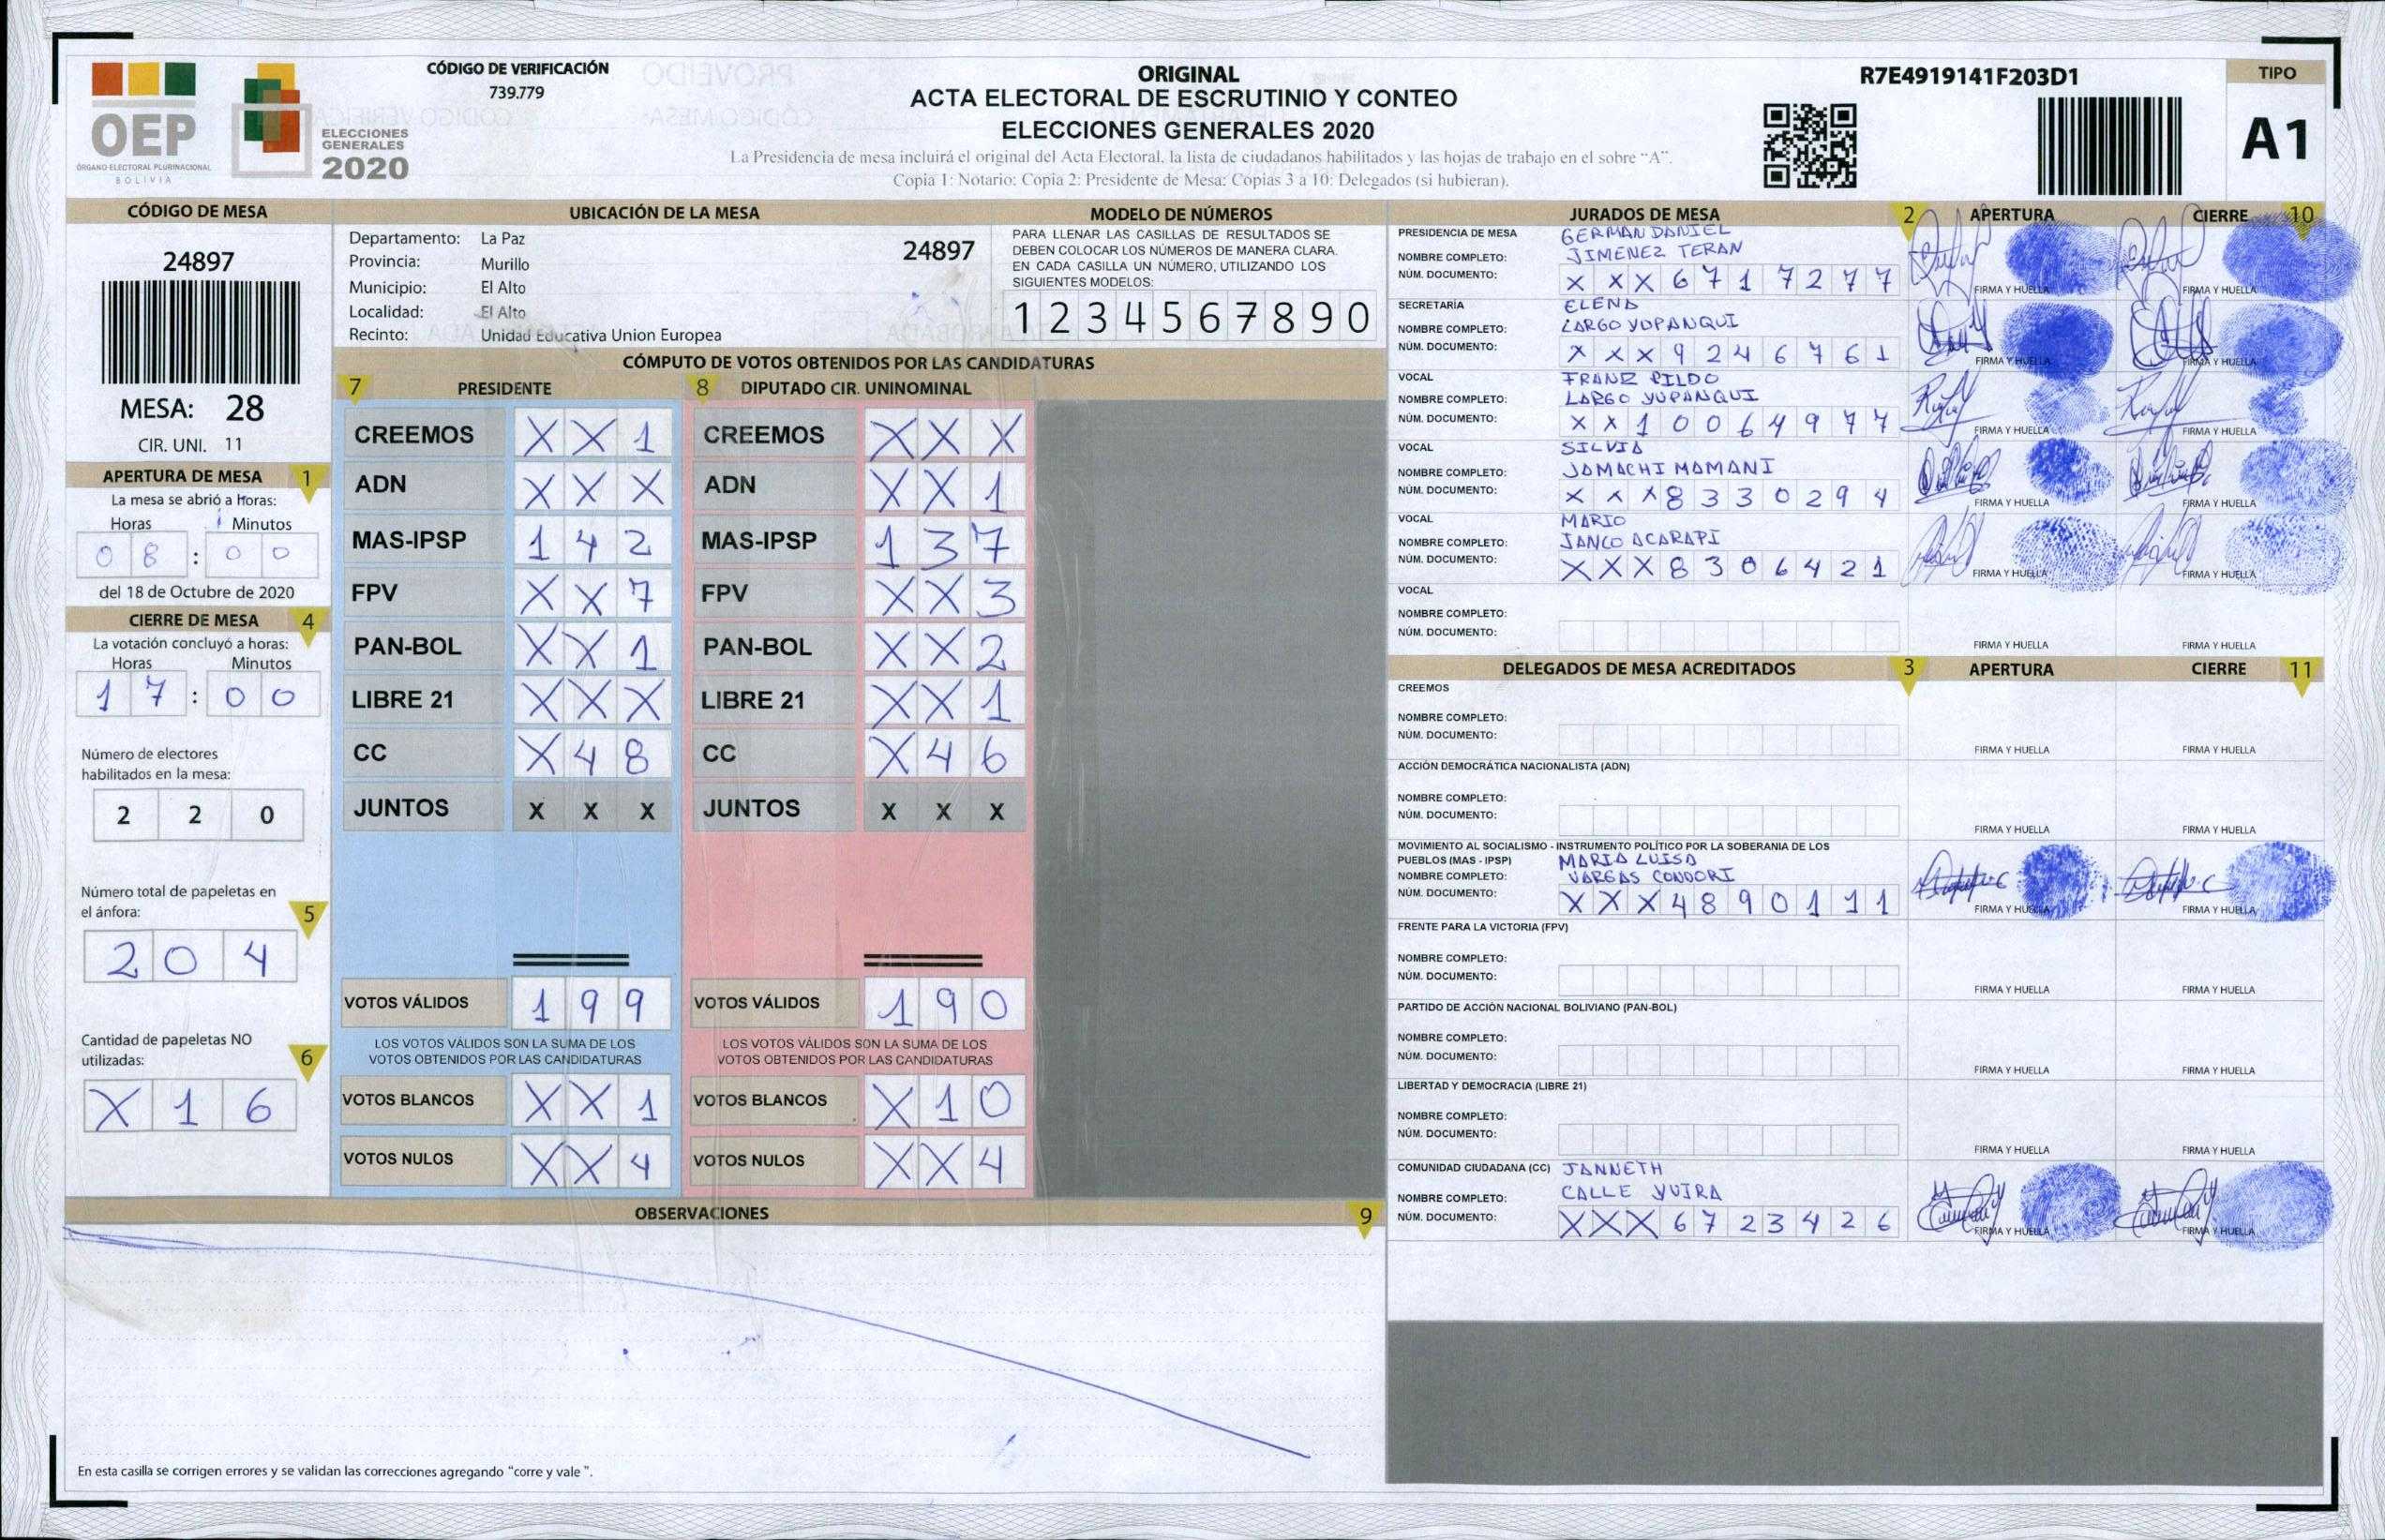 CÓDIGO DE VERIFICACIÓN
739.779
OEP
ÓRGANO ELECTORAL PLURINACIONAL
BOLIVIA
ELECCIONES
GENERALES
2020
ORIGINAL
ACTA ELECTORAL DE ESCRUTINIO Y CONTEO
ELECCIONES GENERALES 2020
La Presidencia de mesa incluirá el original del Acta Electoral, la lista de ciudadanos habilitados y las hojas de trabajo en el sobre “A”.
Copia 1: Notario: Copia 2: Presidente de Mesa: Copias 3 a 10: Delegados (si hubieran).
R7E4919141F203D1
TIPO
A1
CÓDIGO DE MESA
24897
MESA: 28
CIR. UNI. 11
APERTURA DE MESA 1
La mesa se abrió a Horas:
Horas Minutos
08 : 00
del 18 de Octubre de 2020
CIERRE DE MESA 4
La votación concluyó a horas:
Horas Minutos
17 : 00
Número de electores
habilitados en la mesa:
2 2 0
Número total de papeletas en
el ánfora: 5
2 0 4
Cantidad de papeletas NO
utilizadas: 6
X 1 6
UBICACIÓN DE LA MESA
Departamento: La Paz
Provincia: Murillo
Municipio: El Alto
Localidad: El Alto
Recinto: Unidad Educativa Union Europea
24897
MODELO DE NÚMEROS
PARA LLENAR LAS CASILLAS DE RESULTADOS SE
DEBEN COLOCAR LOS NÚMEROS DE MANERA CLARA.
EN CADA CASILLA UN NÚMERO, UTILIZANDO LOS
SIGUIENTES MODELOS:
1 2 3 4 5 6 7 8 9 0
CÓMPUTO DE VOTOS OBTENIDOS POR LAS CANDIDATURAS
7 PRESIDENTE
CREEMOS X X 1
ADN X X X
MAS-IPSP 1 4 2
FPV X X 7
PAN-BOL X X 1
LIBRE 21 X X X
CC X 4 8
JUNTOS X X X
VOTOS VÁLIDOS 1 9 9
LOS VOTOS VÁLIDOS SON LA SUMA DE LOS
VOTOS OBTENIDOS POR LAS CANDIDATURAS
VOTOS BLANCOS X X 1
VOTOS NULOS X X 4
8 DIPUTADO CIR. UNINOMINAL
CREEMOS X X X
ADN X X 1
MAS-IPSP 1 3 7
FPV X X 3
PAN-BOL X X 2
LIBRE 21 X X 1
CC X 4 6
JUNTOS X X X
VOTOS VÁLIDOS 1 9 0
LOS VOTOS VÁLIDOS SON LA SUMA DE LOS
VOTOS OBTENIDOS POR LAS CANDIDATURAS
VOTOS BLANCOS X 1 0
VOTOS NULOS X X 4
OBSERVACIONES 9
En esta casilla se corrigen errores y se validan las correcciones agregando “corre y vale ”.
JURADOS DE MESA 2 APERTURA CIERRE 10
PRESIDENCIA DE MESA GERMAN DANIEL
NOMBRE COMPLETO: JIMENEZ TERAN
NÚM. DOCUMENTO: X X X 6 7 1 7 2 7 7 FIRMA Y HUELLA FIRMA Y HUELLA
SECRETARÍA ELENA
NOMBRE COMPLETO: LARGO YUPANQUI
NÚM. DOCUMENTO: X X X 9 2 4 6 7 6 1 FIRMA Y HUELLA FIRMA Y HUELLA
VOCAL FRANZ PILDO
NOMBRE COMPLETO: LARGO YUPANQUI
NÚM. DOCUMENTO: X X 1 0 0 6 4 9 7 7 FIRMA Y HUELLA FIRMA Y HUELLA
VOCAL SILVIA
NOMBRE COMPLETO: JAMACHI MAMANI
NÚM. DOCUMENTO: X X X 8 3 3 0 2 9 4 FIRMA Y HUELLA FIRMA Y HUELLA
VOCAL MARIO
NOMBRE COMPLETO: JANCO ACARAPI
NÚM. DOCUMENTO: X X X 8 3 0 6 4 2 1 FIRMA Y HUELLA FIRMA Y HUELLA
VOCAL
NOMBRE COMPLETO:
NÚM. DOCUMENTO: FIRMA Y HUELLA FIRMA Y HUELLA
DELEGADOS DE MESA ACREDITADOS 3 APERTURA CIERRE 11
CREEMOS
NOMBRE COMPLETO:
NÚM. DOCUMENTO: FIRMA Y HUELLA FIRMA Y HUELLA
ACCIÓN DEMOCRÁTICA NACIONALISTA (ADN)
NOMBRE COMPLETO:
NÚM. DOCUMENTO: FIRMA Y HUELLA FIRMA Y HUELLA
MOVIMIENTO AL SOCIALISMO - INSTRUMENTO POLÍTICO POR LA SOBERANIA DE LOS
PUEBLOS (MAS - IPSP) MARIA LUISA
NOMBRE COMPLETO: VARGAS CONDORI
NÚM. DOCUMENTO: X X X 4 8 9 0 1 1 1 FIRMA Y HUELLA FIRMA Y HUELLA
FRENTE PARA LA VICTORIA (FPV)
NOMBRE COMPLETO:
NÚM. DOCUMENTO: FIRMA Y HUELLA FIRMA Y HUELLA
PARTIDO DE ACCIÓN NACIONAL BOLIVIANO (PAN-BOL)
NOMBRE COMPLETO:
NÚM. DOCUMENTO: FIRMA Y HUELLA FIRMA Y HUELLA
LIBERTAD Y DEMOCRACIA (LIBRE 21)
NOMBRE COMPLETO:
NÚM. DOCUMENTO: FIRMA Y HUELLA FIRMA Y HUELLA
COMUNIDAD CIUDADANA (CC) JANNETH
NOMBRE COMPLETO: CALLE YUJRA
NÚM. DOCUMENTO: X X X 6 7 2 3 4 2 6 FIRMA Y HUELLA FIRMA Y HUELLA